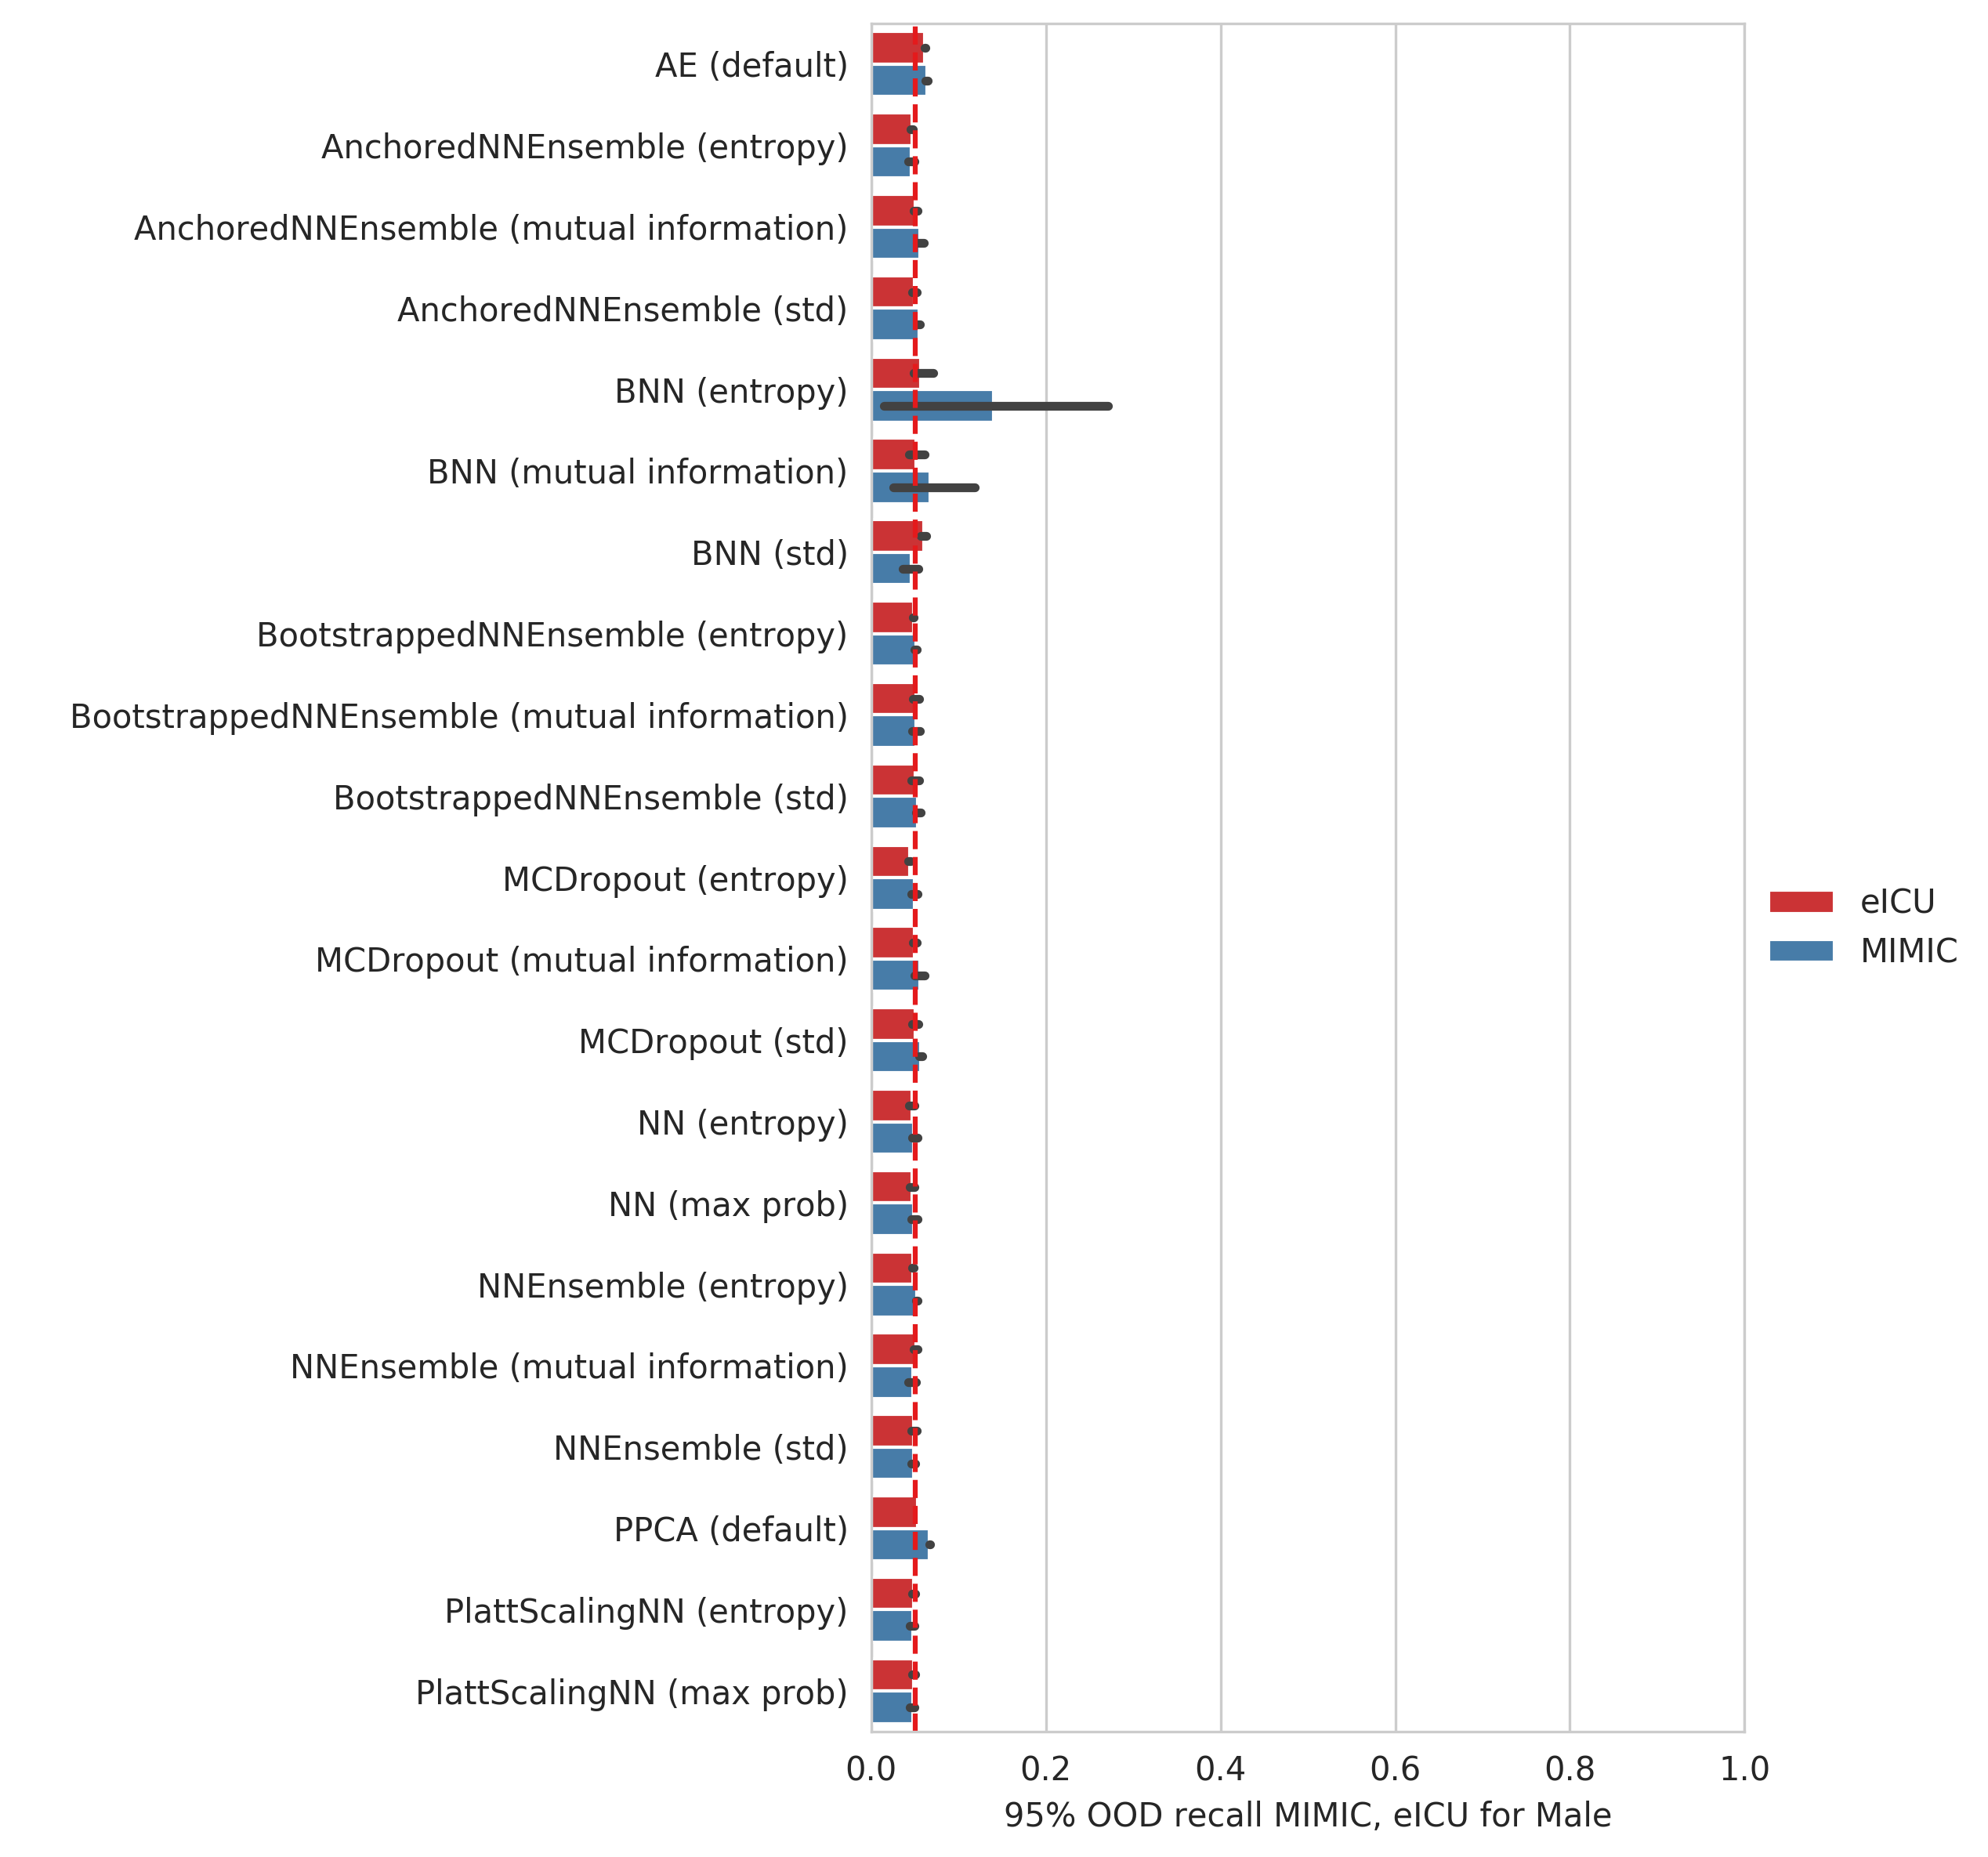 AE (default)
AnchoredNNEnsemble (entropy)
AnchoredNNEnsemble (mutual information)
AnchoredNNEnsemble (std)
BNN (entropy)
BNN (mutual information)
BNN (std)
BootstrappedNNEnsemble (entropy)
BootstrappedNNEnsemble (mutual information)
BootstrappedNNEnsemble (std)
MCDropout (entropy)
MCDropout (mutual information)
MCDropout (std)
NN (entropy)
NN (max prob)
NNEnsemble (entropy)
NNEnsemble (mutual information)
NNEnsemble (std)
PPCA (default)
PlattScalingNN (entropy)
PlattScalingNN (max prob)
0.0 0.2 0.4 0.6 0.8 1.0
95% OOD recall MIMIC, eICU for Male
eICU
MIMIC